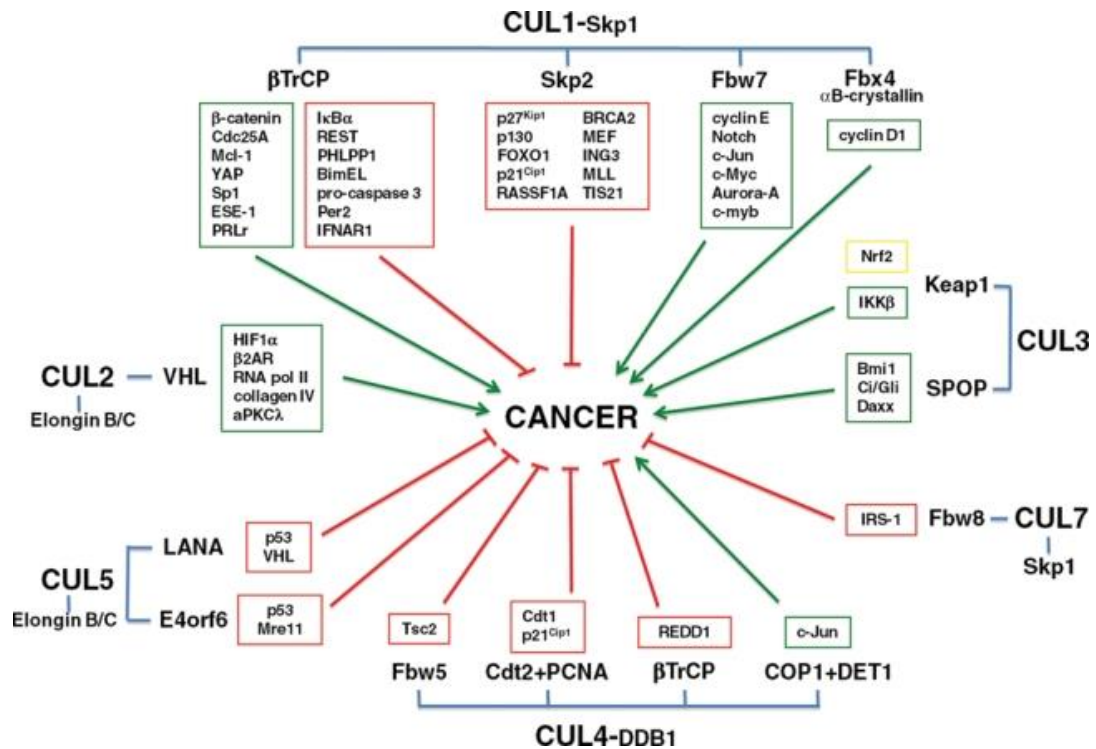 CUL1-Skp1
βTrCP
Skp2
Fbw7
Fbx4
αB-crystallin
β-catenin
Cdc25A
Mcl-1
YAP
Sp1
ESE-1
PRLr
IκBα
REST
PHLPP1
BimEL
pro-caspase 3
Per2
IFNAR1
p27Kip1 BRCA2
p130 MEF
FOXO1 ING3
p21Cip1 MLL
RASSF1A TIS21
cyclin E
Notch
c-Jun
c-Myc
Aurora-A
c-myb
cyclin D1
Nrf2
IKKβ
Keap1
CUL3
Bmi1
Ci/Gli
Daxx
SPOP
CUL2
Elongin B/C
VHL
HIF1α
β2AR
RNA pol II
collagen IV
aPKCλ
CANCER
IRS-1
Fbw8
CUL7
Skp1
CUL5
Elongin B/C
LANA
p53
VHL
E4orf6
p53
Mre11
Tsc2
Fbw5
Cdt1
p21Cip1
Cdt2+PCNA
REDD1
βTrCP
c-Jun
COP1+DET1
CUL4-DDB1